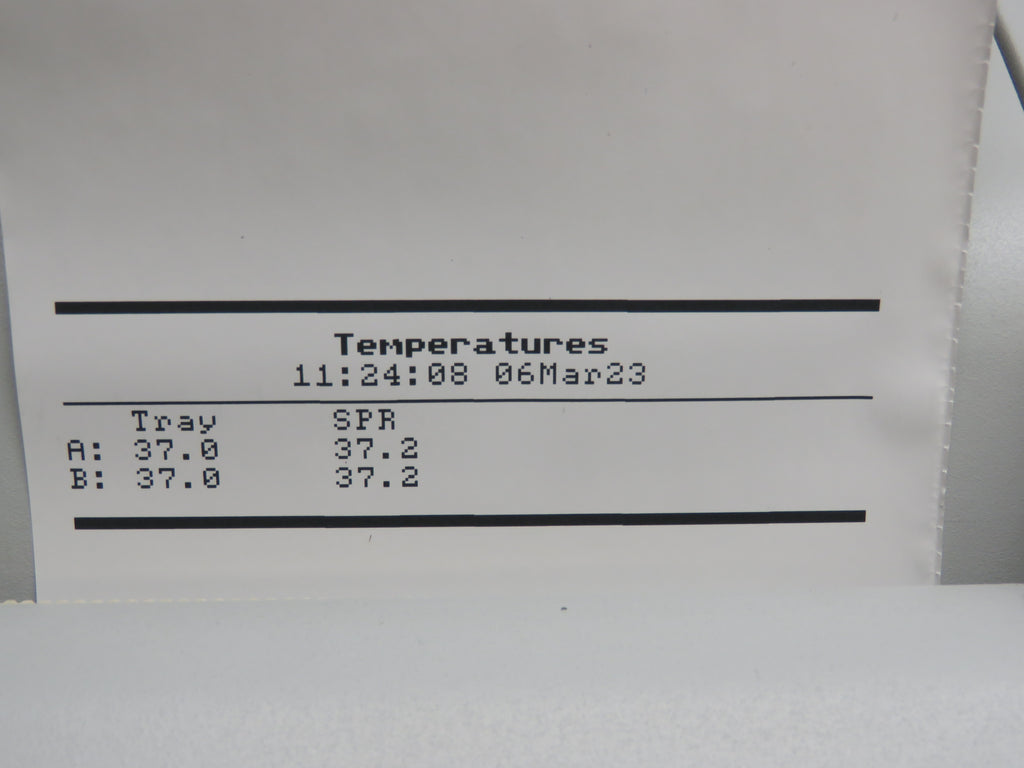 Temperatures
11:24:08 06Mar23
Tray SPR
A: 37.0 37.2
B: 37.0 37.2